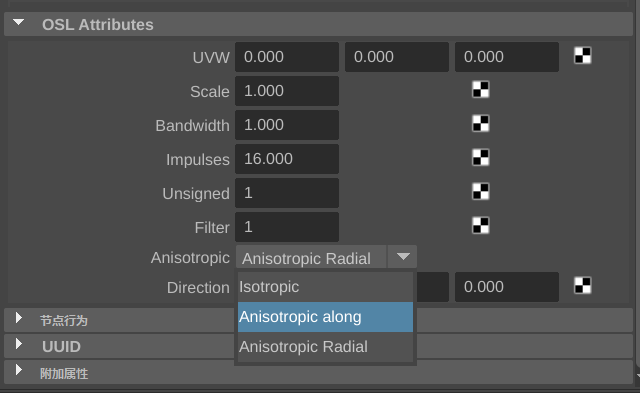 OSL Attributes
UVW 0.000 0.000 0.000
Scale 1.000
Bandwidth 1.000
Impulses 16.000
Unsigned 1
Filter 1
Anisotropic Anisotropic Radial
Direction 0.000
Isotropic
Anisotropic along
Anisotropic Radial
节点行为
UUID
附加属性